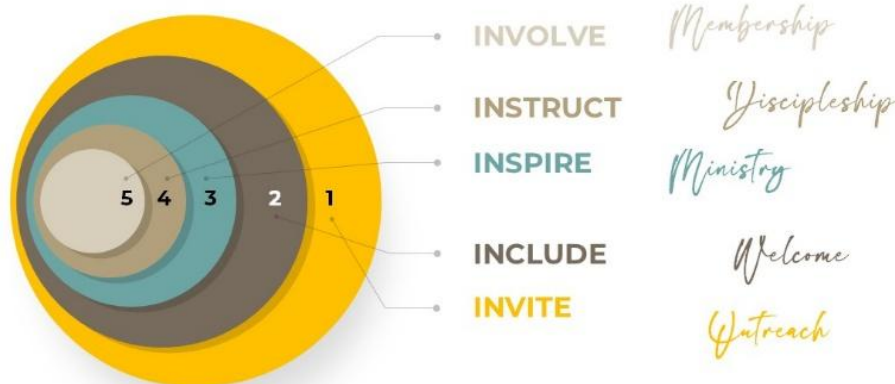 INVOLVE Membership
INSTRUCT Discipleship
INSPIRE Ministry
5 4 3 2 1
INCLUDE Welcome
INVITE Outreach